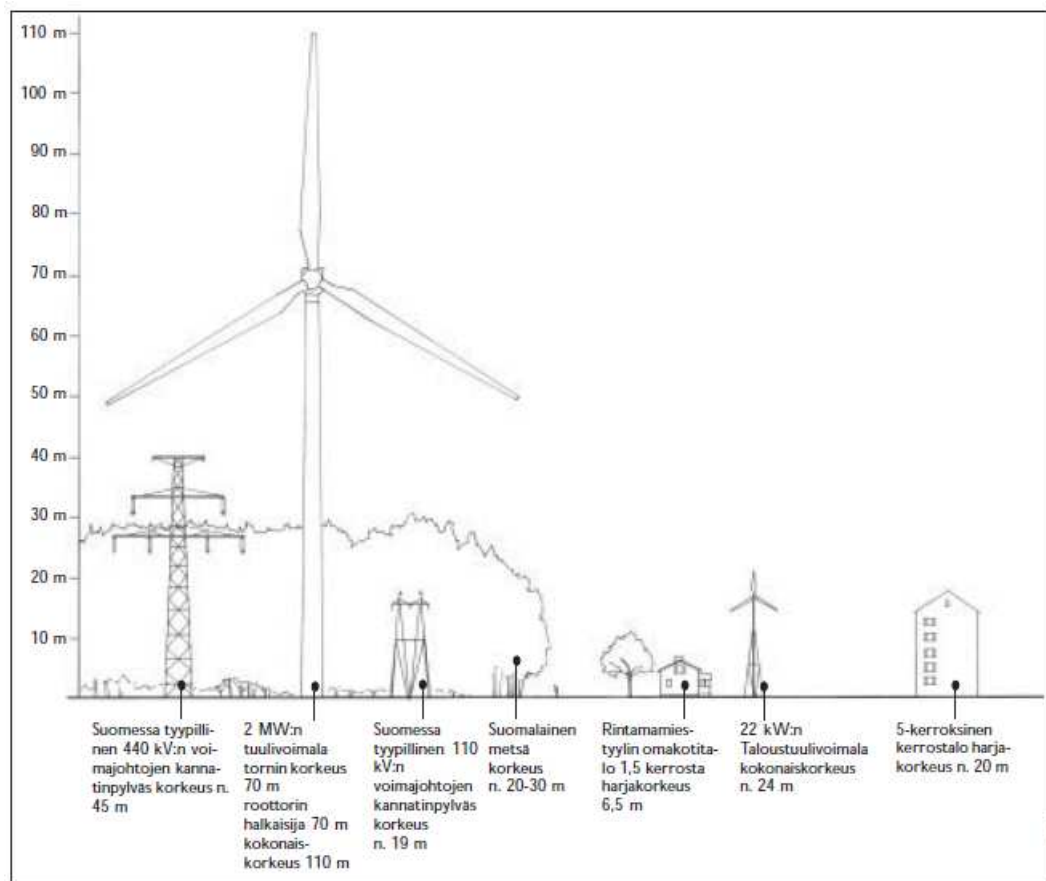 110 m
100 m
90 m
80 m
70 m
60 m
50 m
40 m
30 m
20 m
10 m
Suomessa tyypilli-
nen 440 kV:n voi-
majohtojen kanna-
tinpylväs korkeus n.
45 m
2 MW:n
tuulivoimala
tornin korkeus
70 m
roottorin
halkaisija 70 m
kokonais-
korkeus 110 m
Suomessa
tyypillinen 110
kV:n
voimajohtojen
kannatinpylväs
korkeus
n. 19 m
Suomalainen
metsä
korkeus
n. 20-30 m
Rintamamies-
tyylin omakotita-
lo 1,5 kerrosta
harjakorkeus
6,5 m
22 kW:n
Taloustuulivoimala
kokonaiskorkeus
n. 24 m
5-kerroksinen
kerrostalo harja-
korkeus n. 20 m